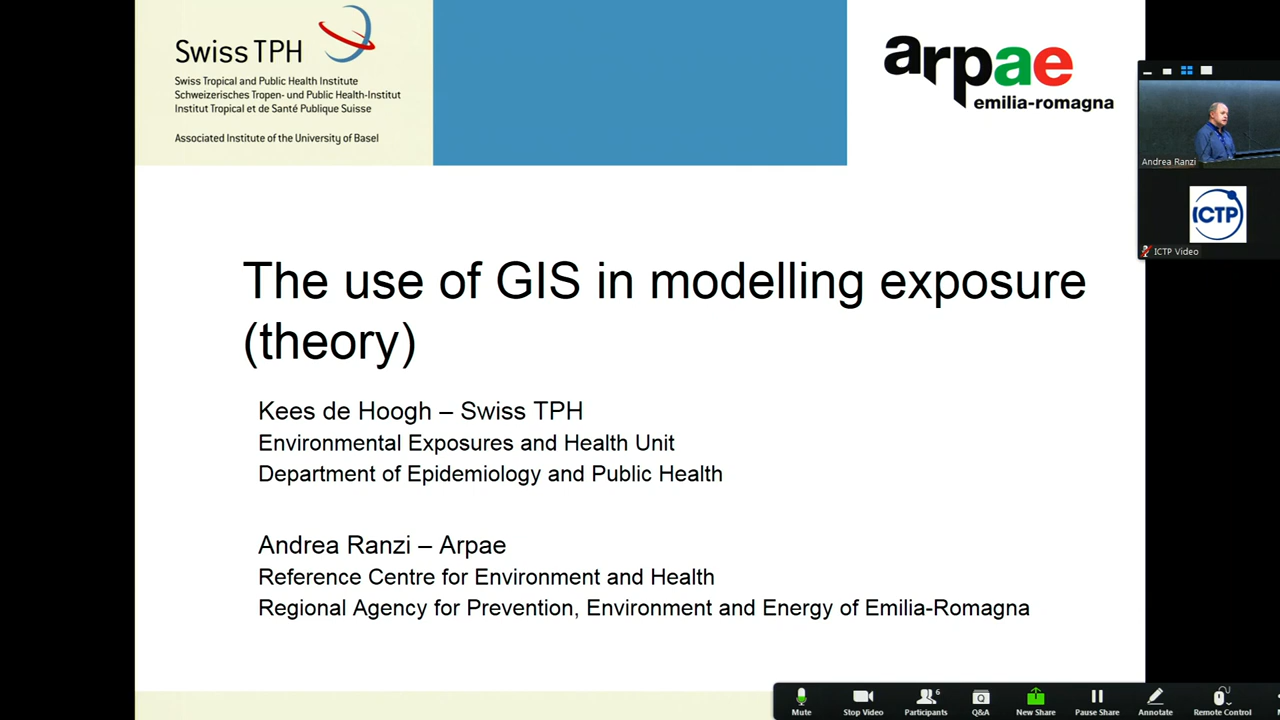 Swiss TPH
Swiss Tropical and Public Health Institute
Schweizerisches Tropen- und Public Health-Institut
Institut Tropical et de Santé Publique Suisse
Associated Institute of the University of Basel
arpae
emilia-romagna
Andrea Ranzi
ICTP
ICTP Video
The use of GIS in modelling exposure
(theory)
Kees de Hoogh – Swiss TPH
Environmental Exposures and Health Unit
Department of Epidemiology and Public Health
Andrea Ranzi – Arpae
Reference Centre for Environment and Health
Regional Agency for Prevention, Environment and Energy of Emilia-Romagna
6
Mute
Stop Video
Participants
Q&A
New Share
Pause Share
Annotate
Remote Control